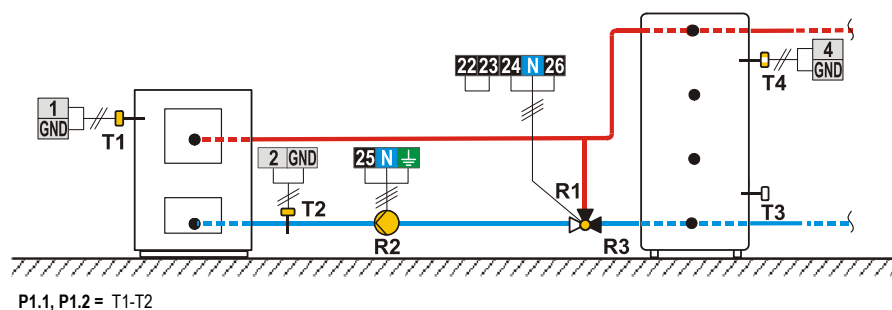 22 23 24 N 26
4
GND
T4
1
GND
T1
2 GND
25 N
T2
R1
R2
R3
T3
P1.1, P1.2 = T1-T2